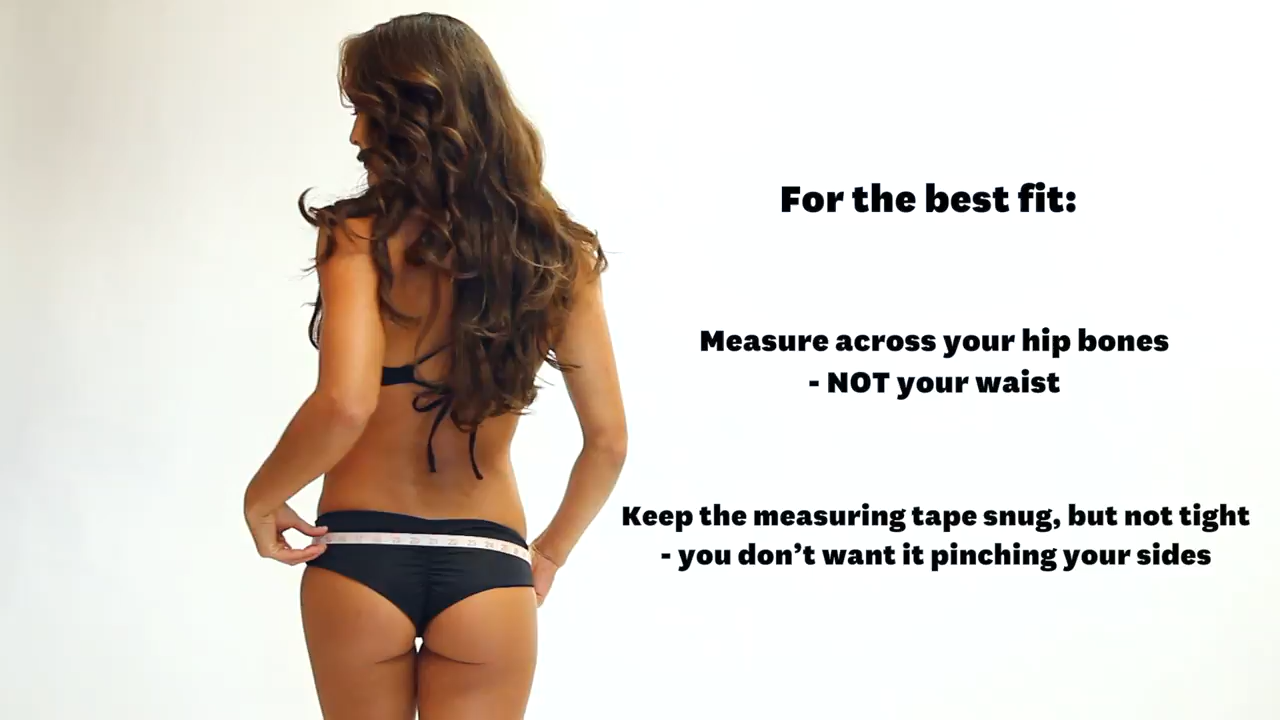 For the best fit:
Measure across your hip bones
- NOT your waist
Keep the measuring tape snug, but not tight
- you don’t want it pinching your sides